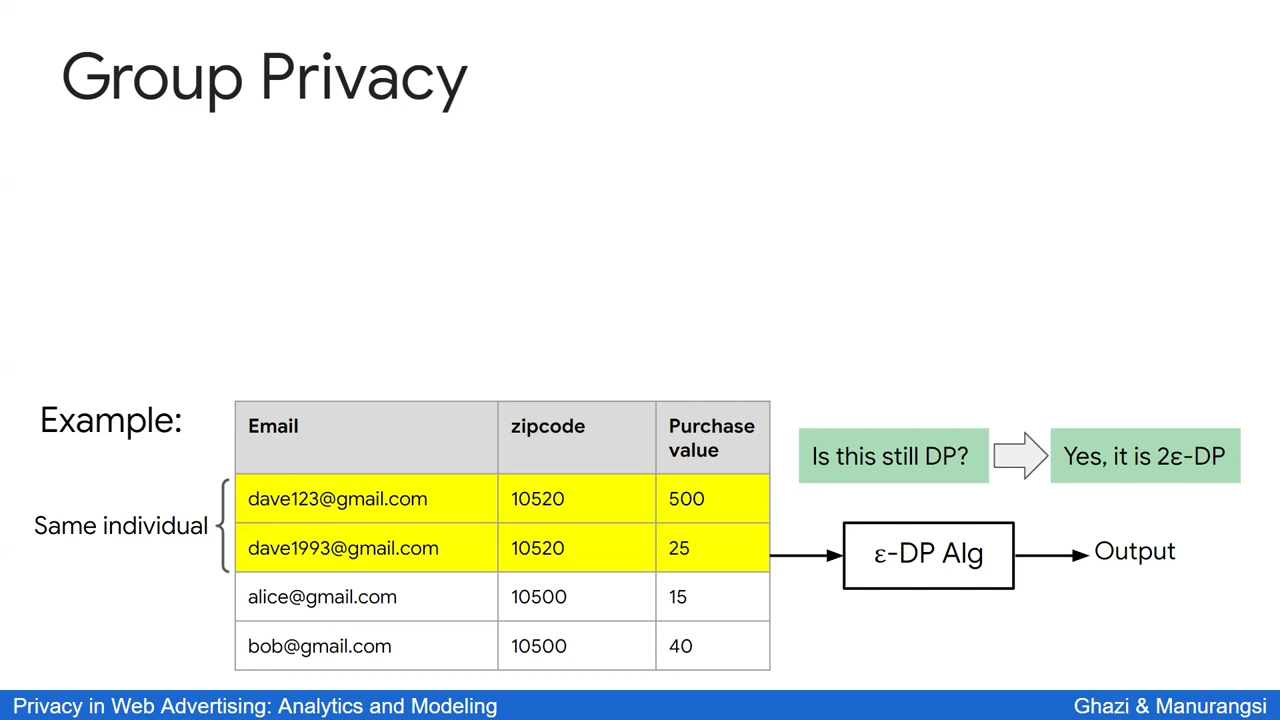 Group Privacy
Example:
Email zipcode Purchase value
Same individual
dave123@gmail.com 10520 500
dave1993@gmail.com 10520 25
alice@gmail.com 10500 15
bob@gmail.com 10500 40
Is this still DP? Yes, it is 2ε-DP
ε-DP Alg Output
Privacy in Web Advertising: Analytics and Modeling Ghazi & Manurangsi